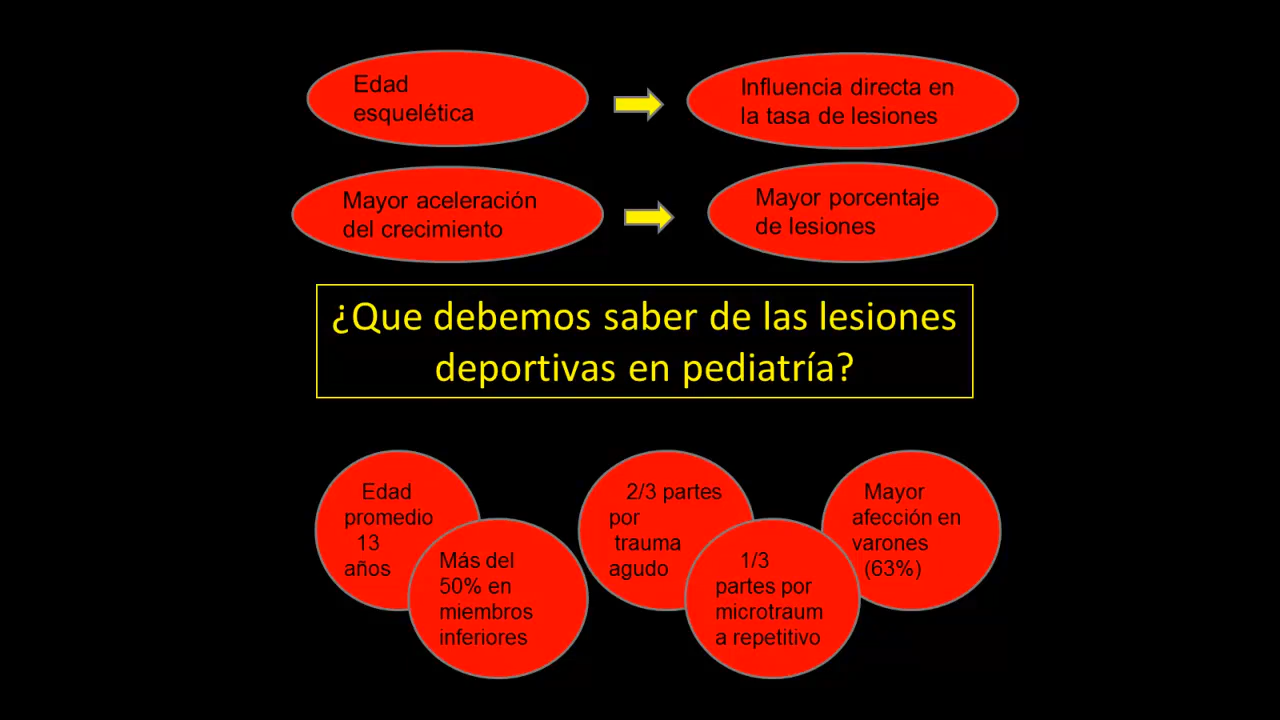 Edad
esquelética
Influencia directa en
la tasa de lesiones
Mayor aceleración
del crecimiento
Mayor porcentaje
de lesiones
¿Que debemos saber de las lesiones
deportivas en pediatría?
Edad
promedio
13
años
Más del
50% en
miembros
inferiores
2/3 partes
por
trauma
agudo
1/3
partes por
microtraum
a repetitivo
Mayor
afección en
varones
(63%)